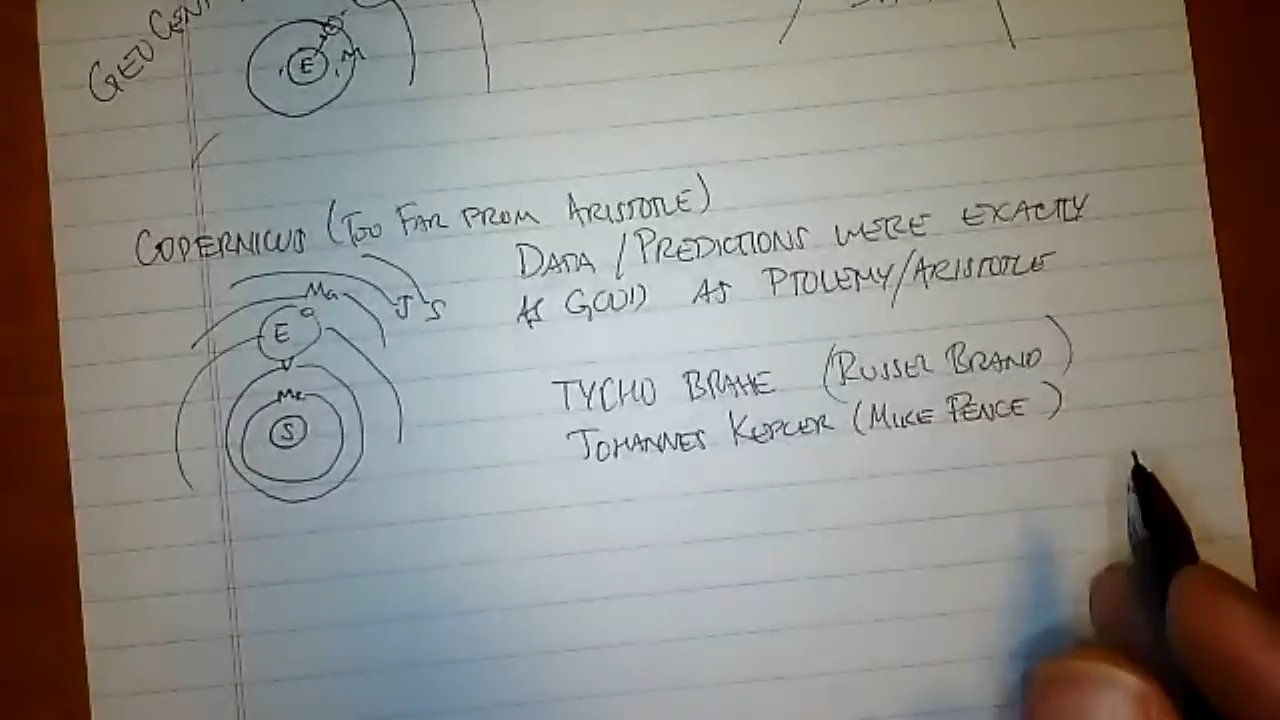 GEOCENT
E
M
COPERNICUS (TOO FAR FROM ARISTOTLE)
DATA / PREDICTIONS WERE EXACTLY
AS GOOD AS PTOLEMY/ARISTOTLE
Ma
J S
E
V
Me
S
TYCHO BRAHE (RUSSEL BRAND)
JOHANNES KEPLER (MIKE PENCE)